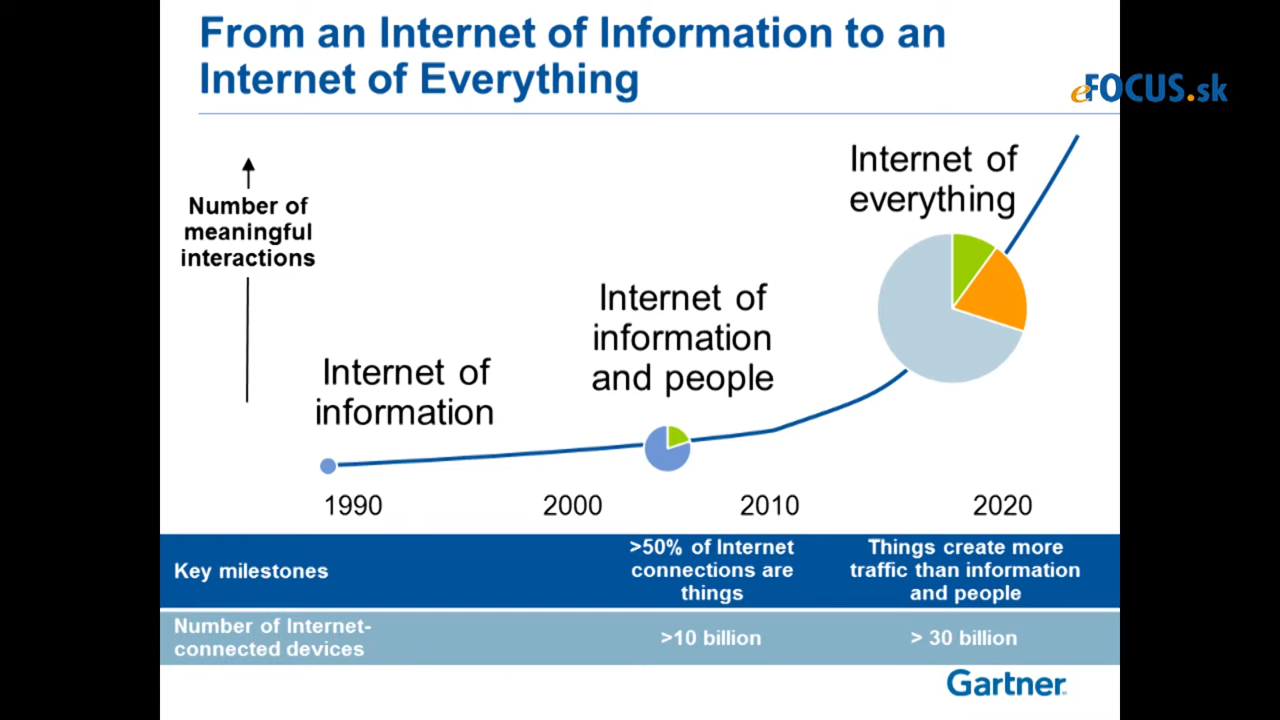 From an Internet of Information to an
Internet of Everything
eFOCUS.sk
Number of
meaningful
interactions
Internet of
everything
Internet of
information
and people
Internet of
information
1990
2000
2010
2020
Key milestones
>50% of Internet
connections are
things
Things create more
traffic than information
and people
Number of Internet-
connected devices
>10 billion
> 30 billion
Gartner